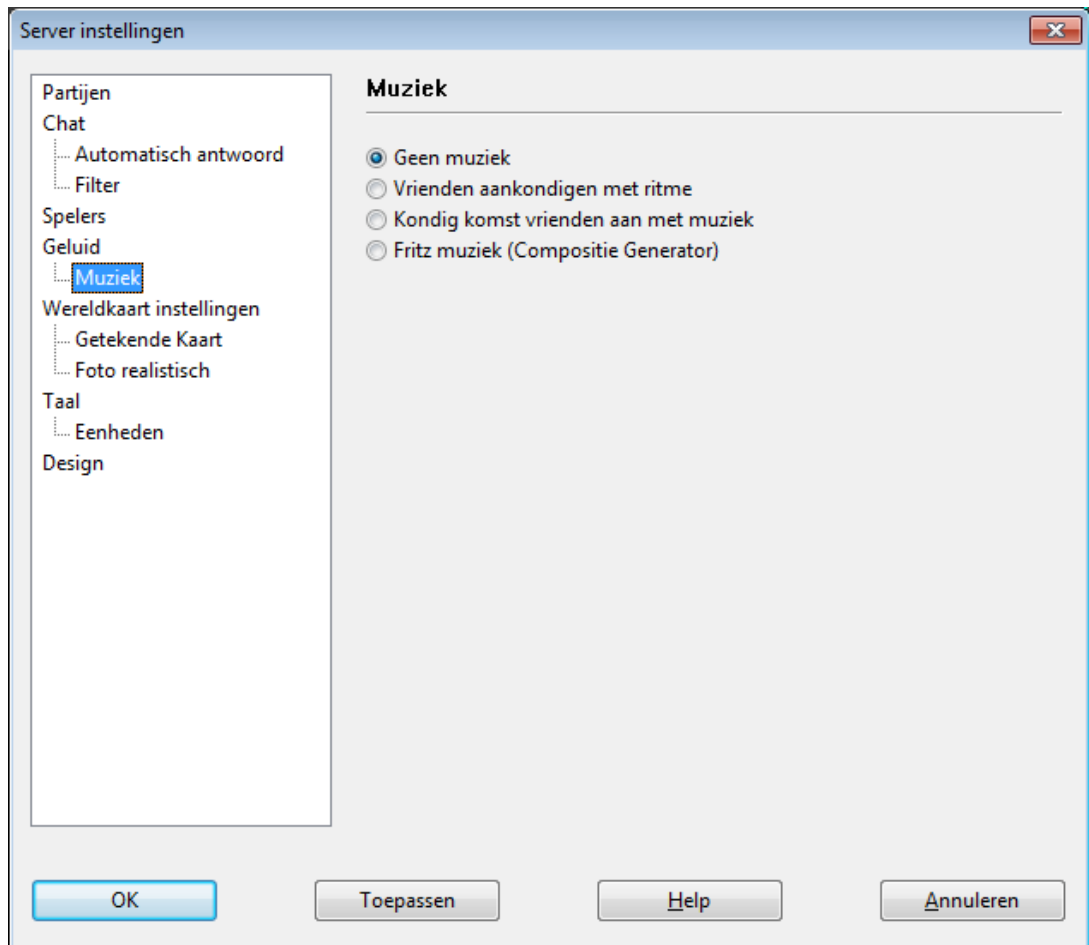 Server instellingen
Partijen
Chat
Automatisch antwoord
Filter
Spelers
Geluid
Muziek
Wereldkaart instellingen
Getekende Kaart
Foto realistisch
Taal
Eenheden
Design
Muziek
Geen muziek
Vrienden aankondigen met ritme
Kondig komst vrienden aan met muziek
Fritz muziek (Compositie Generator)
OK
Toepassen
Help
Annuleren